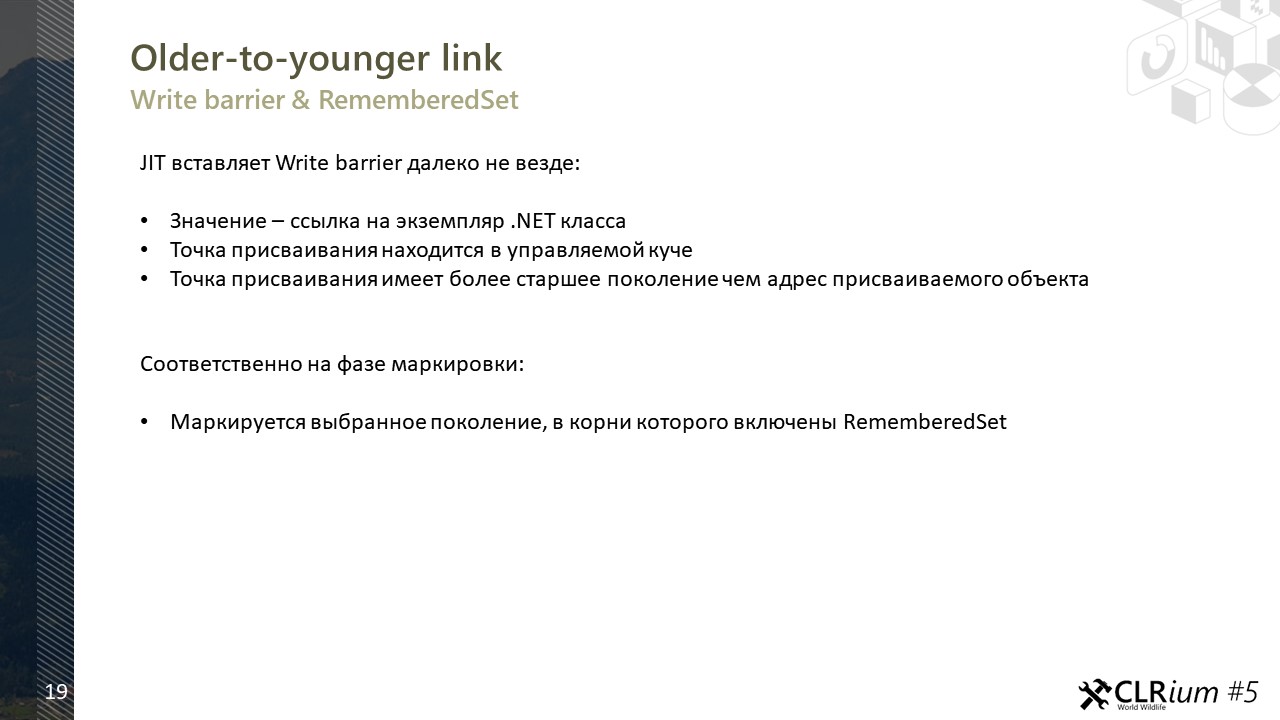 Older-to-younger link
Write barrier & RememberedSet
JIT вставляет Write barrier далеко не везде:
• Значение – ссылка на экземпляр .NET класса
• Точка присваивания находится в управляемой куче
• Точка присваивания имеет более старшее поколение чем адрес присваиваемого объекта
Соответственно на фазе маркировки:
• Маркируется выбранное поколение, в корни которого включены RememberedSet
19
CLRium #5
World Wildlife